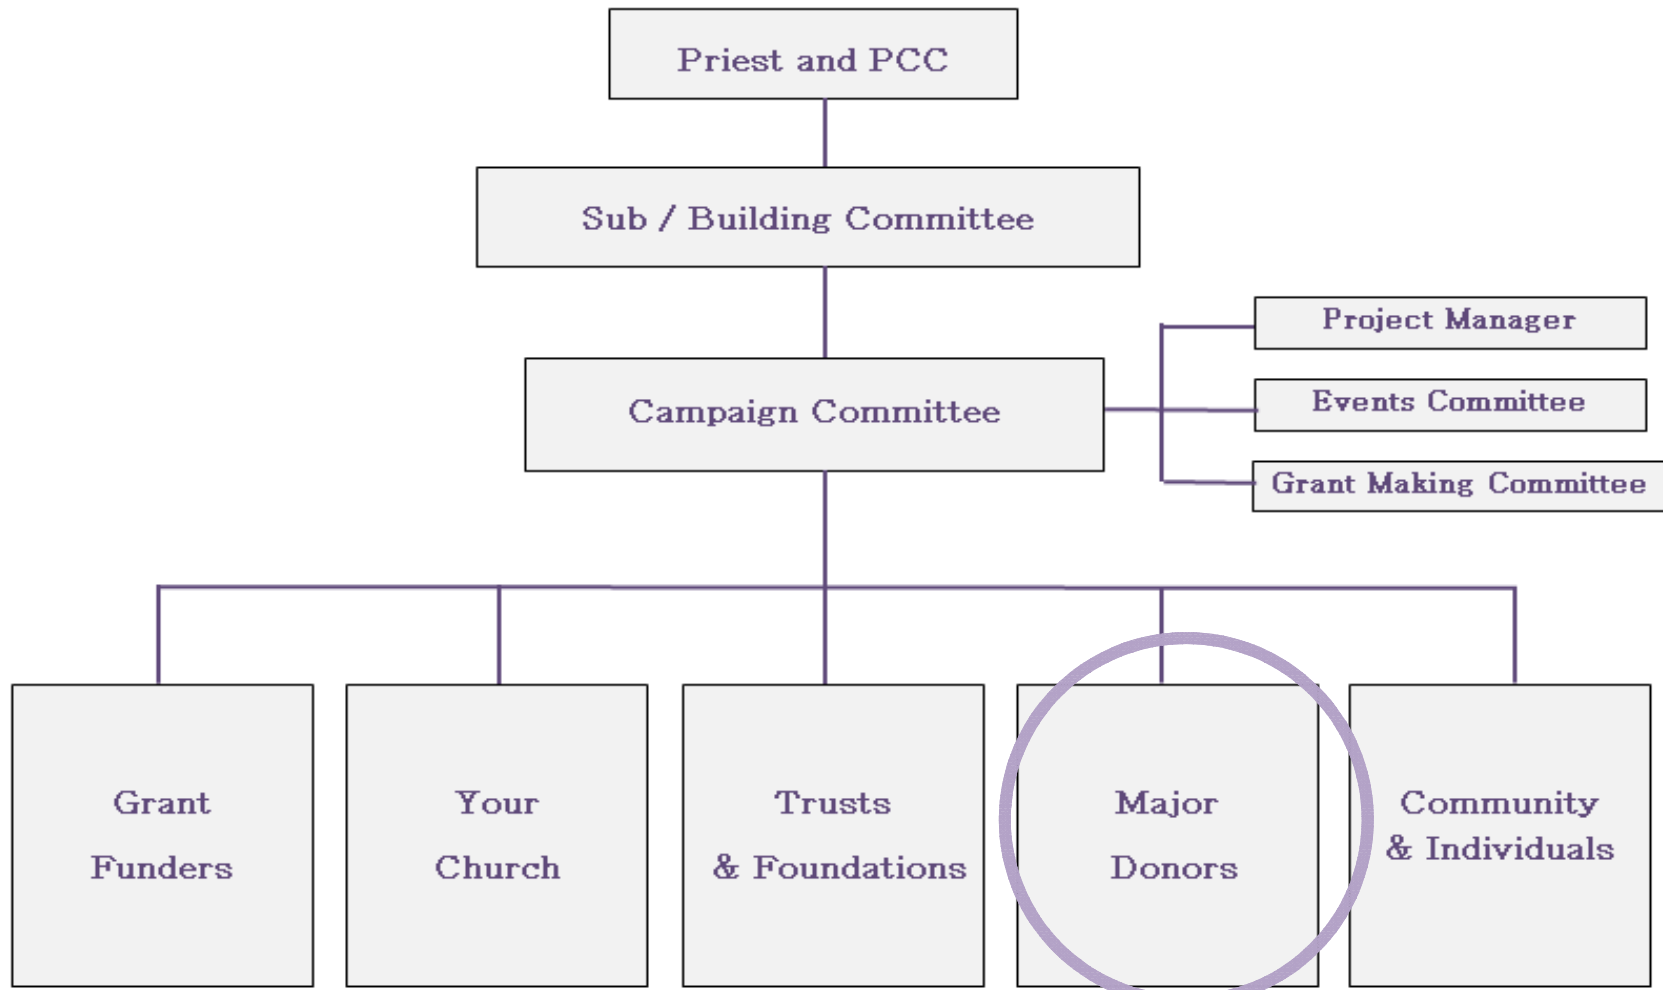 Priest and PCC
Sub / Building Committee
Project Manager
Events Committee
Campaign Committee
Grant Making Committee
Grant
Funders
Your
Church
Trusts
& Foundations
Major
Donors
Community
& Individuals